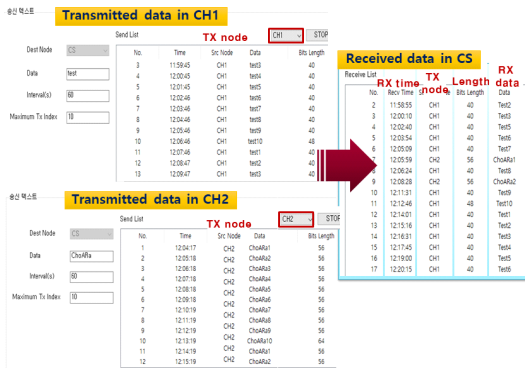 송신 텍스트
Transmitted data in CH1
Dest Node CS
Data test
Interval(s) 60
Maximum Tx Index 10
Send List TX node CH1 STOP
No. Time Src Node Data Bits Length
3 11:59:45 CH1 test3 40
4 12:00:45 CH1 test4 40
5 12:01:45 CH1 test5 40
6 12:02:46 CH1 test6 40
7 12:03:46 CH1 test7 40
8 12:04:46 CH1 test8 40
9 12:05:46 CH1 test9 40
10 12:06:46 CH1 test10 48
11 12:07:46 CH1 test1 40
12 12:08:47 CH1 test2 40
13 12:09:47 CH1 test3 40
송신 텍스트
Transmitted data in CH2
Dest Node CS
Data ChoARa
Interval(s) 60
Maximum Tx Index 10
Send List TX node CH2 STOP
No. Time Src Node Data Bits Length
1 12:04:17 CH2 ChoARa1 56
2 12:05:18 CH2 ChoARa2 56
3 12:06:18 CH2 ChoARa3 56
4 12:07:18 CH2 ChoARa4 56
5 12:08:18 CH2 ChoARa5 56
6 12:09:18 CH2 ChoARa6 56
7 12:10:19 CH2 ChoARa7 56
8 12:11:19 CH2 ChoARa8 56
9 12:12:19 CH2 ChoARa9 56
10 12:13:19 CH2 ChoARa10 64
11 12:14:19 CH2 ChoARa1 56
12 12:15:19 CH2 ChoARa2 56
Received data in CS
Receive List
RX time TX node Length RX data
No. Recv Time Bits Length Data
2 11:58:55 CH1 40 Test2
3 12:00:10 CH1 40 Test3
4 12:02:40 CH1 40 Test5
5 12:03:54 CH1 40 Test6
6 12:05:09 CH1 40 Test7
7 12:05:59 CH2 56 ChoARa1
8 12:06:24 CH1 40 Test8
9 12:08:28 CH2 56 ChoARa2
10 12:11:31 CH1 40 Test9
11 12:12:46 CH1 48 Test10
12 12:14:01 CH1 40 Test1
13 12:15:16 CH1 40 Test2
14 12:16:31 CH1 40 Test3
15 12:17:45 CH1 40 Test4
16 12:19:00 CH1 40 Test5
17 12:20:15 CH1 40 Test6